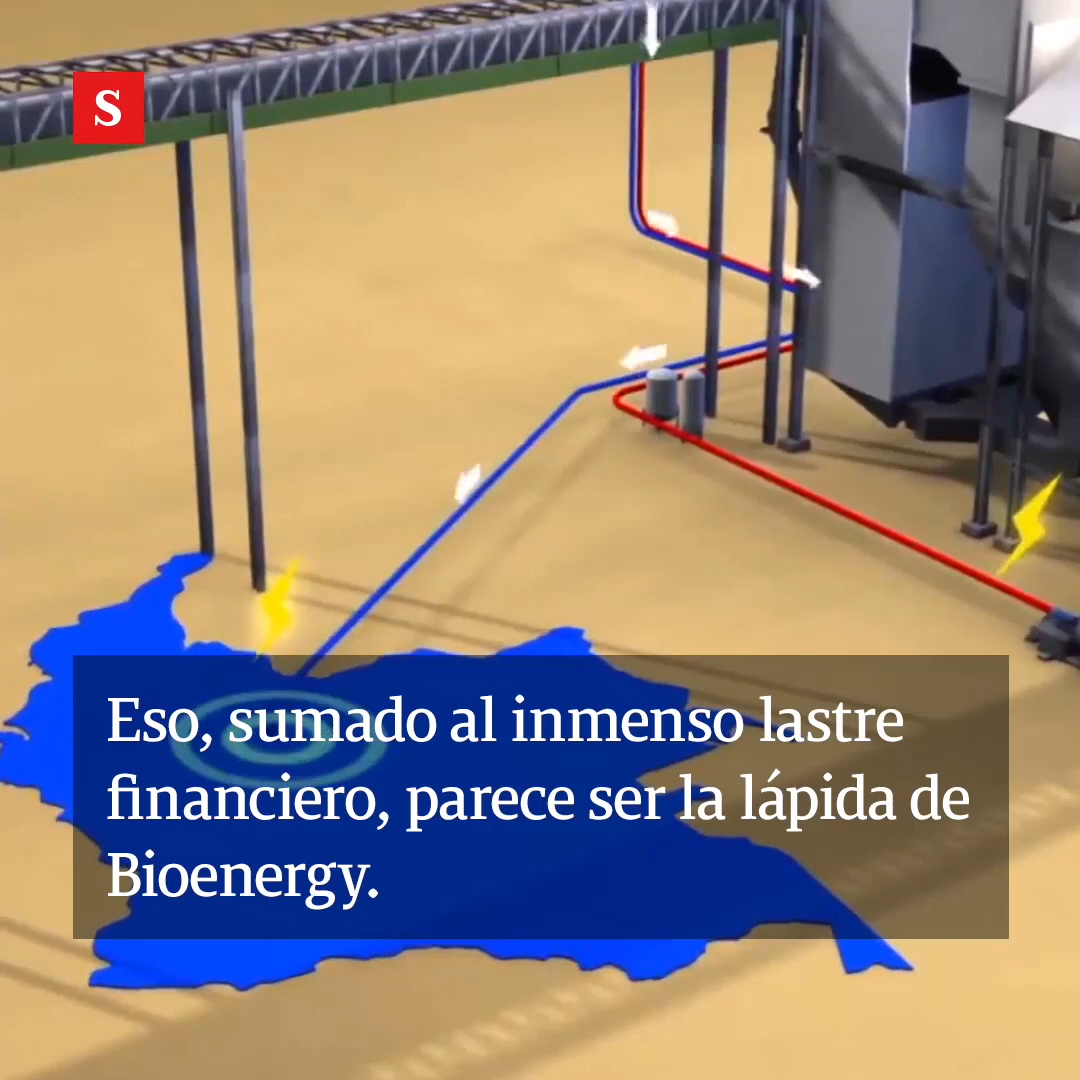 S
Eso, sumado al inmenso lastre
financiero, parece ser la lápida de
Bioenergy.